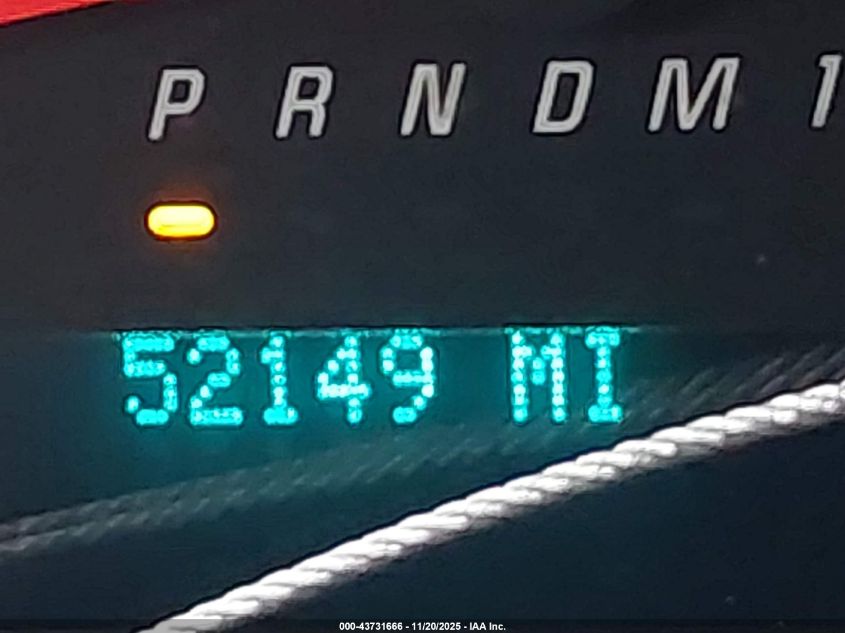 P R N D M 1
52149 MI
000-43731666 - 11/20/2025 - IAA Inc.